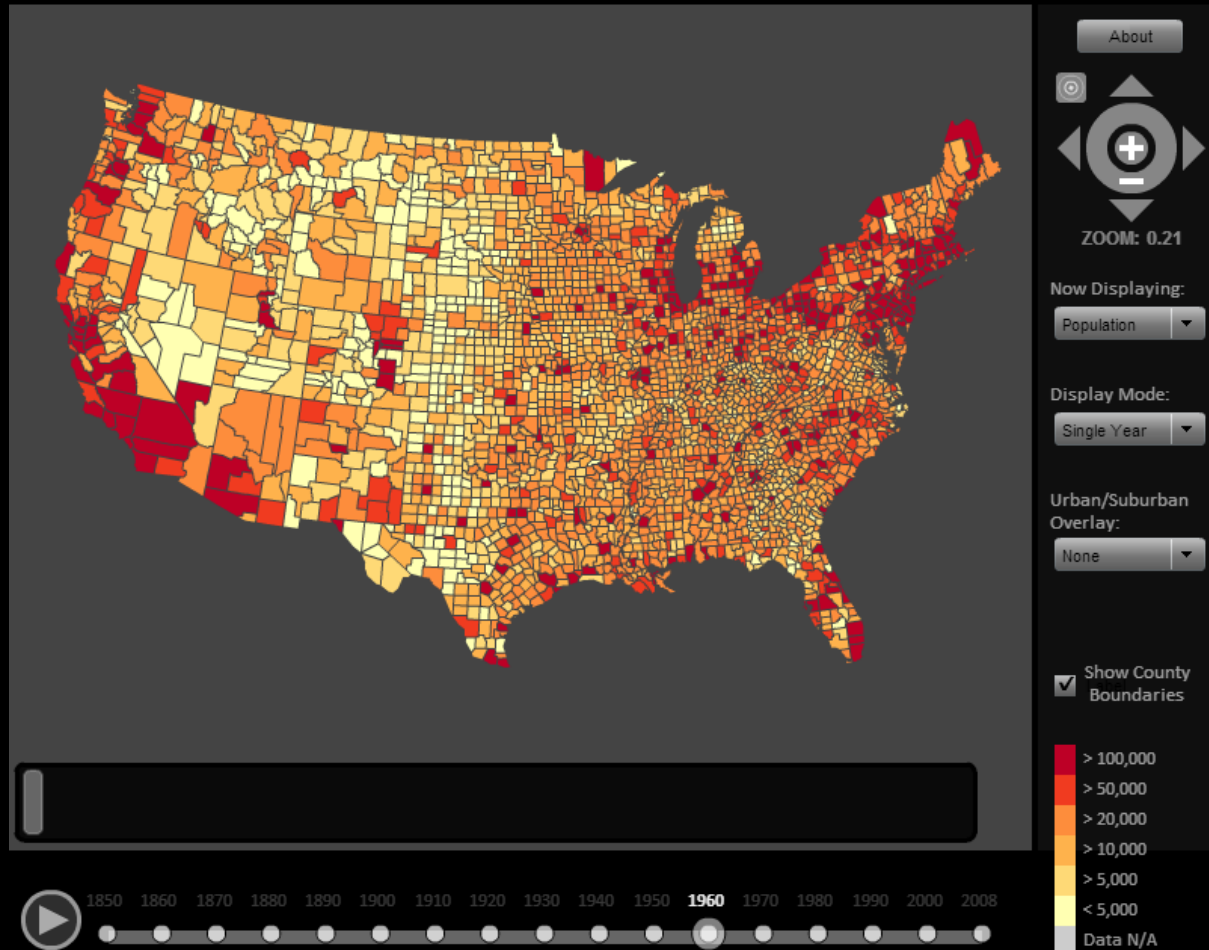 About
ZOOM: 0.21
Now Displaying:
Population
Display Mode:
Single Year
Urban/Suburban
Overlay:
None
Show County
Boundaries
> 100,000
> 50,000
> 20,000
> 10,000
> 5,000
< 5,000
Data N/A
1850 1860 1870 1880 1890 1900 1910 1920 1930 1940 1950 1960 1970 1980 1990 2000 2008